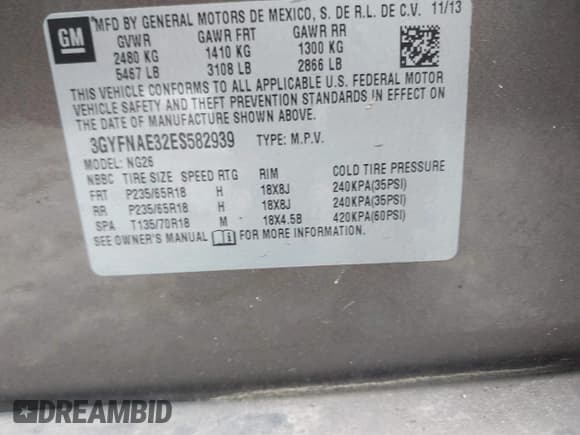 GM
MFD BY GENERAL MOTORS DE MEXICO, S. DE R.L. DE C.V. 11/13
GVWR GAWR FRT GAWR RR
2480 KG 1410 KG 1300 KG
5467 LB 3108 LB 2866 LB
THIS VEHICLE CONFORMS TO ALL APPLICABLE U.S. FEDERAL MOTOR
VEHICLE SAFETY AND THEFT PREVENTION STANDARDS IN EFFECT ON
THE DATE OF MANUFACTURE SHOWN ABOVE.
3GYFNAE32ES582939 TYPE: M.P.V.
MODEL: NG26
NBBC TIRE SIZE SPEED RTG RIM COLD TIRE PRESSURE
FRT P235/65R18 H 18X8J 240KPA(35PSI)
RR P235/65R18 H 18X8J 240KPA(35PSI)
SPA T135/70R18 M 18X4.5B 420KPA(60PSI)
SEE OWNER'S MANUAL FOR MORE INFORMATION.
DREAMBID